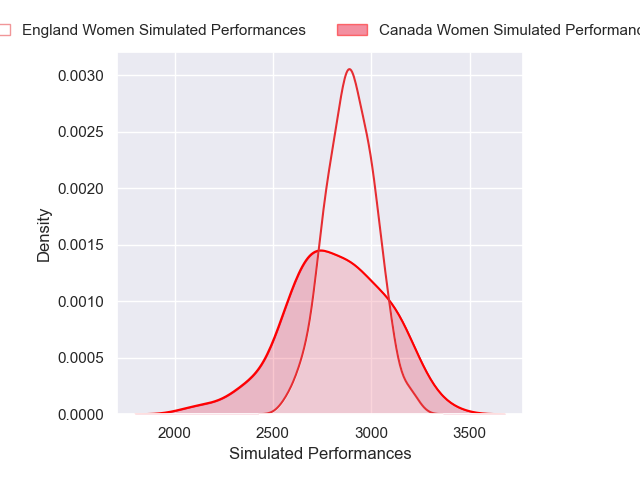 England Women Simulated Performances
Canada Women Simulated Performanc
0.0030
0.0025
0.0020
0.0015
0.0010
0.0005
0.0000
Density
2000 2500 3000 3500
Simulated Performances